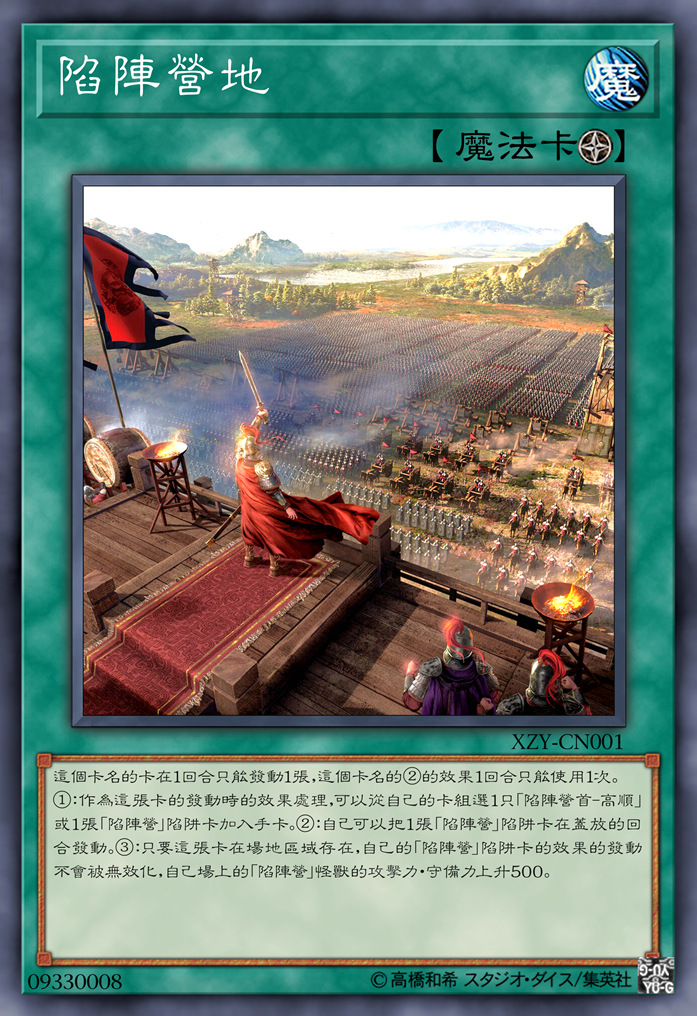 陷陣營地
魔
【魔法卡】
XZY-CN001
這個卡名的卡在1回合只能發動1張,這個卡名的②的效果1回合只能使用1次。
①:作為這張卡的發動時的效果處理,可以從自己的卡組選1只「陷陣營首-高順」
或1張「陷陣營」陷阱卡加入手卡。②:自己可以把1張「陷陣營」陷阱卡在蓋放的回
合發動。③:只要這張卡在場地區域存在,自己的「陷陣營」陷阱卡的效果的發動
不會被無效化,自己場上的「陷陣營」怪獸的攻擊力·守備力上升500。
09330008
©高橋和希 スタジオ・ダイス/集英社
YU-G